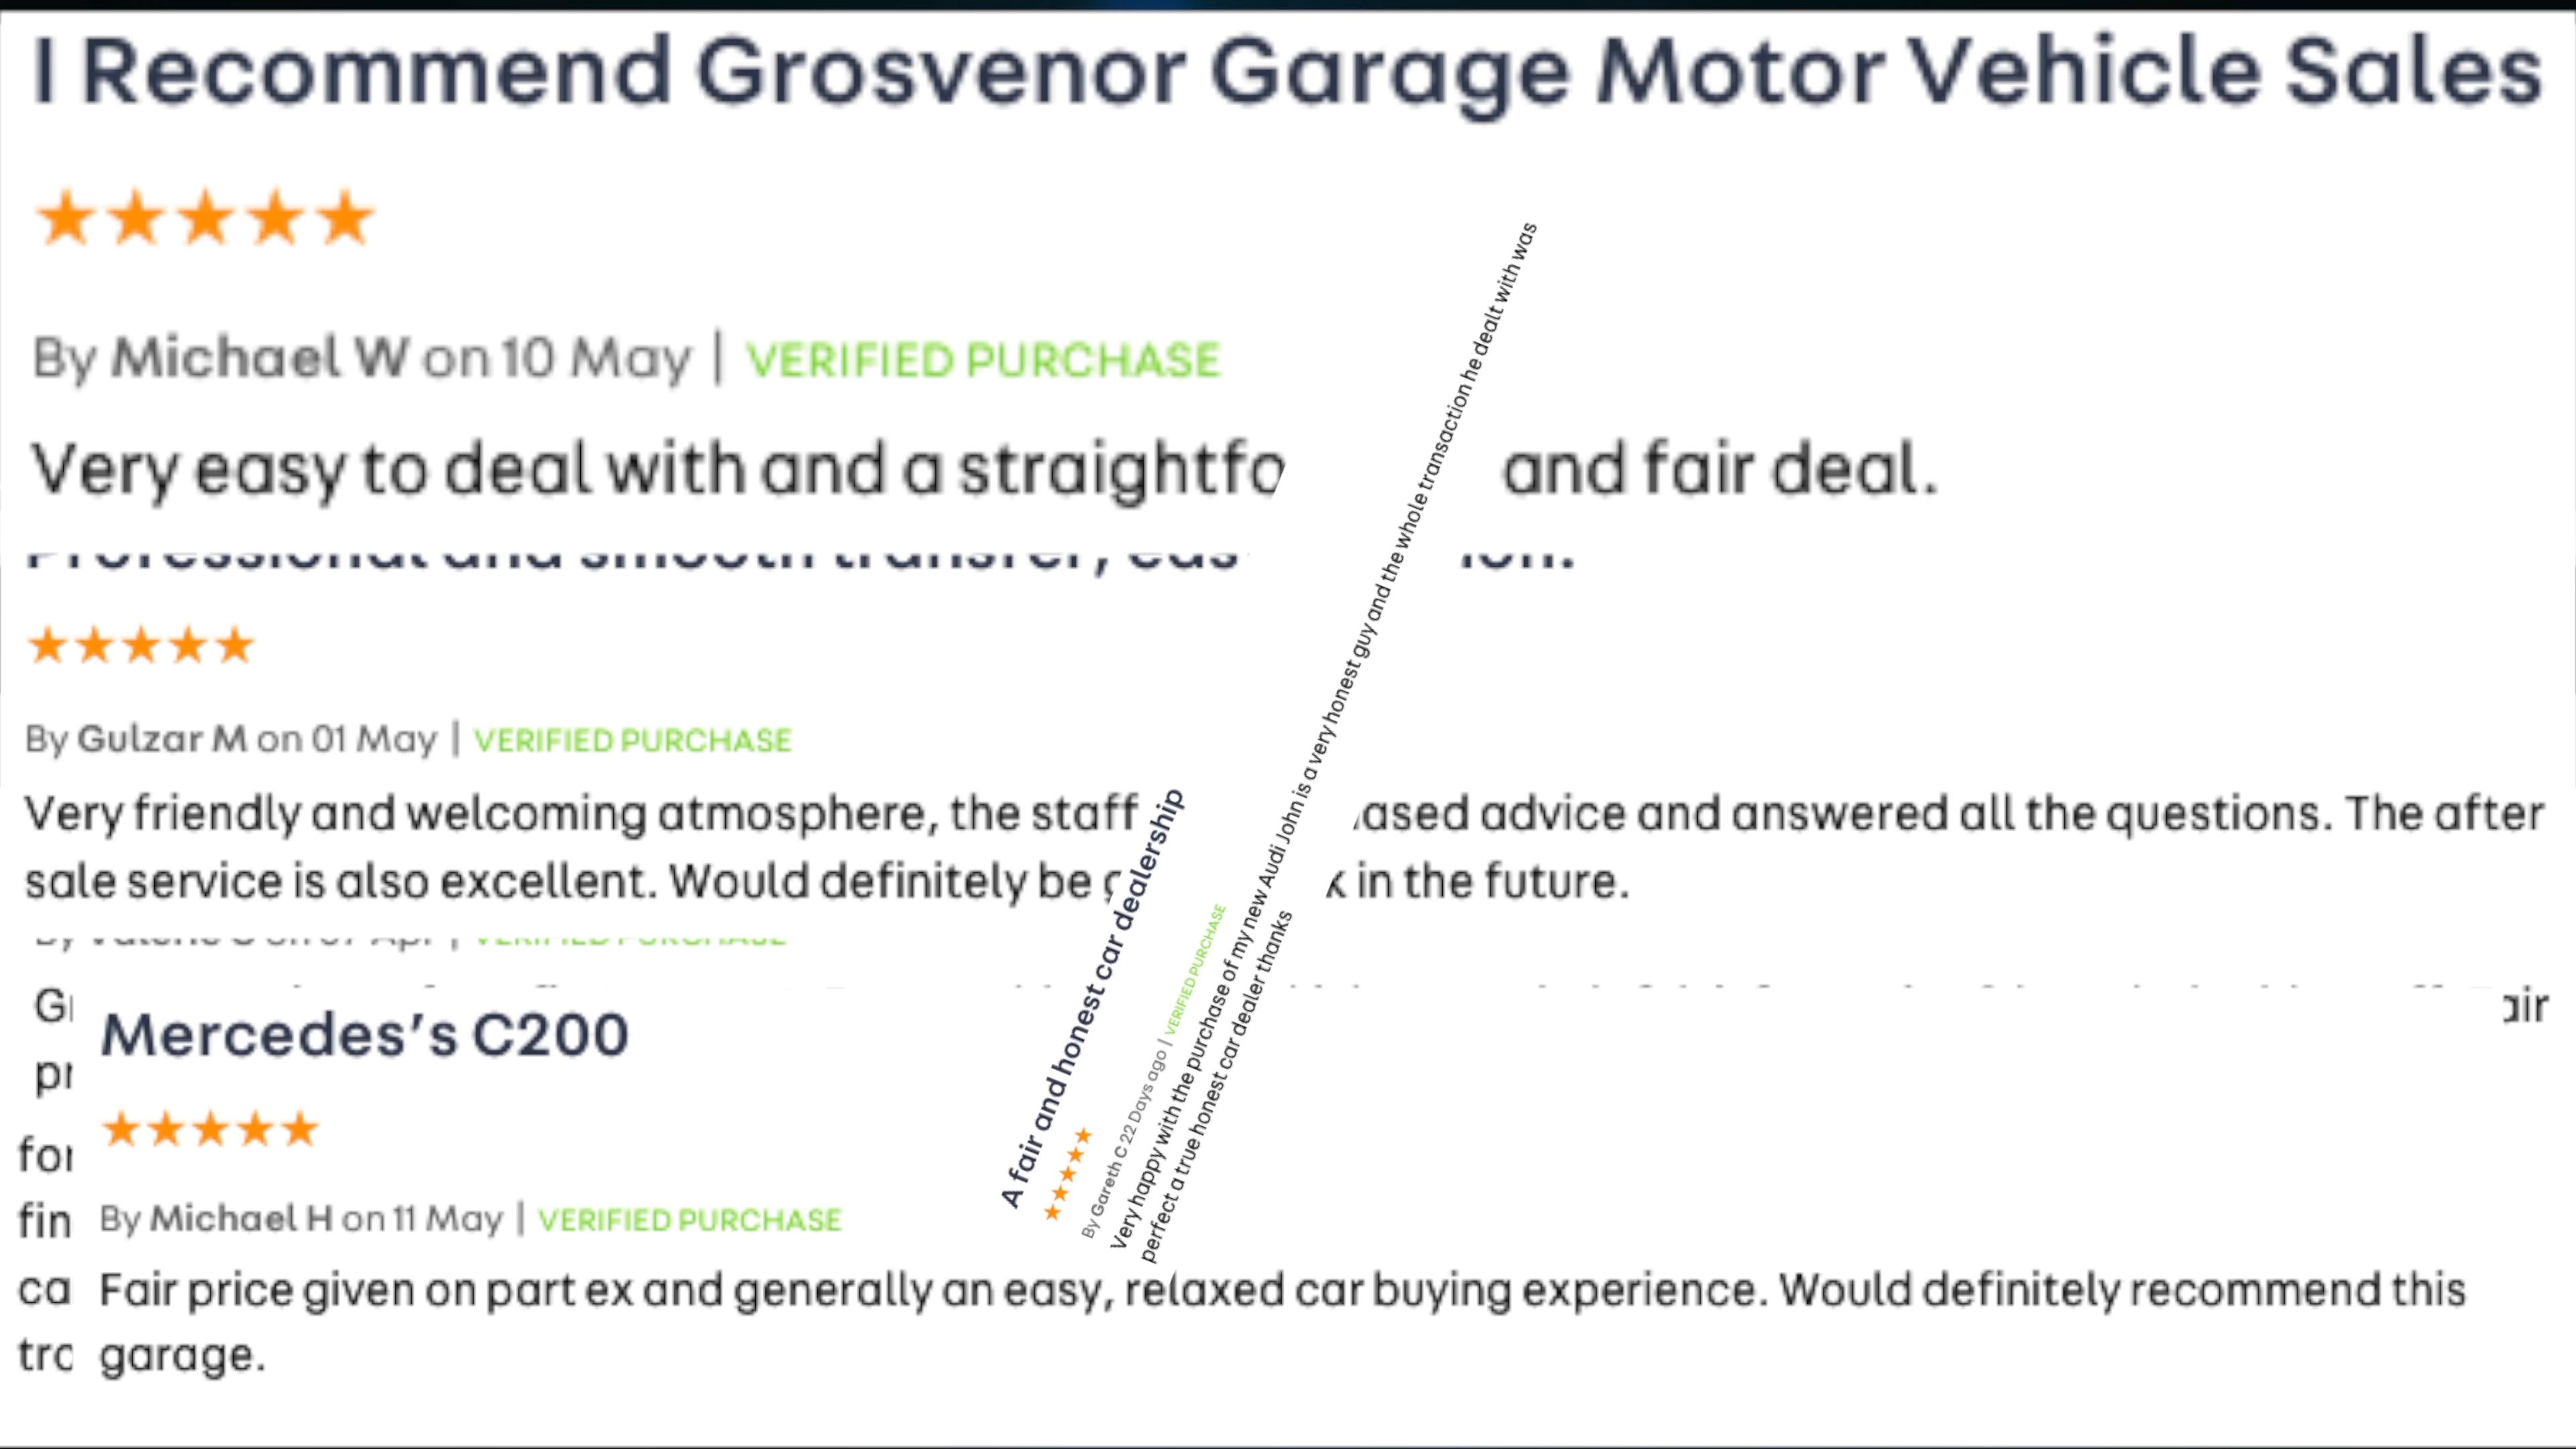 I Recommend Grosvenor Garage Motor Vehicle Sales
By Michael W on 10 May | VERIFIED PURCHASE
Very easy to deal with and a and fair deal.
Professional and smooth transfer,
By Gulzar M on 01 May | VERIFIED PURCHASE
Very friendly and welcoming atmosphere, the staff advice and answered all the questions. The after
sale service is also excellent. Would definitely be in the future.
A fair and honest car dealership
By Gareth C 22 Days ago | VERIFIED PURCHASE
Very happy with the purchase of my new Audi John is a very honest guy and the whole transaction he dealt with was
perfect a true honest car dealer thanks
VERIFIED PURCHASE
Mercedes’s C200
By Michael H on 11 May | VERIFIED PURCHASE
Fair price given on part ex and generally an easy, relaxed car buying experience. Would definitely recommend this
garage.